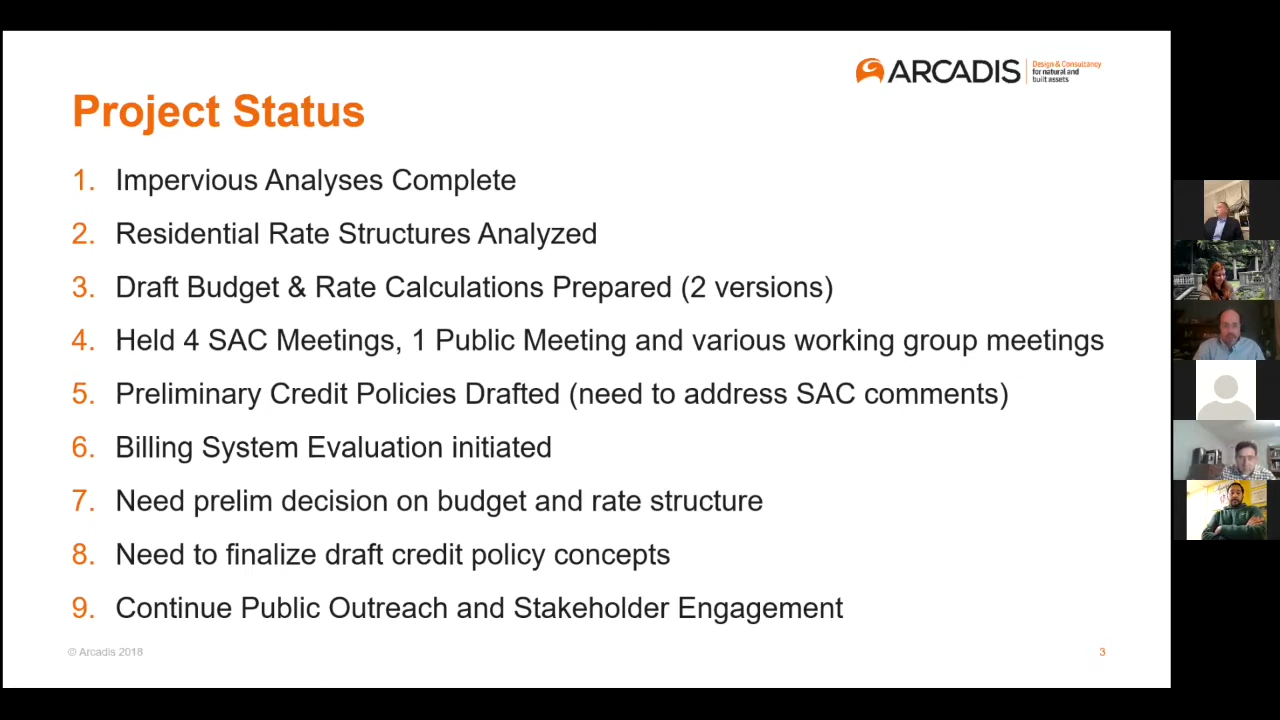 ARCADIS
Design & Consultancy
for natural and
built assets
Project Status
1. Impervious Analyses Complete
2. Residential Rate Structures Analyzed
3. Draft Budget & Rate Calculations Prepared (2 versions)
4. Held 4 SAC Meetings, 1 Public Meeting and various working group meetings
5. Preliminary Credit Policies Drafted (need to address SAC comments)
6. Billing System Evaluation initiated
7. Need prelim decision on budget and rate structure
8. Need to finalize draft credit policy concepts
9. Continue Public Outreach and Stakeholder Engagement
© Arcadis 2018
3